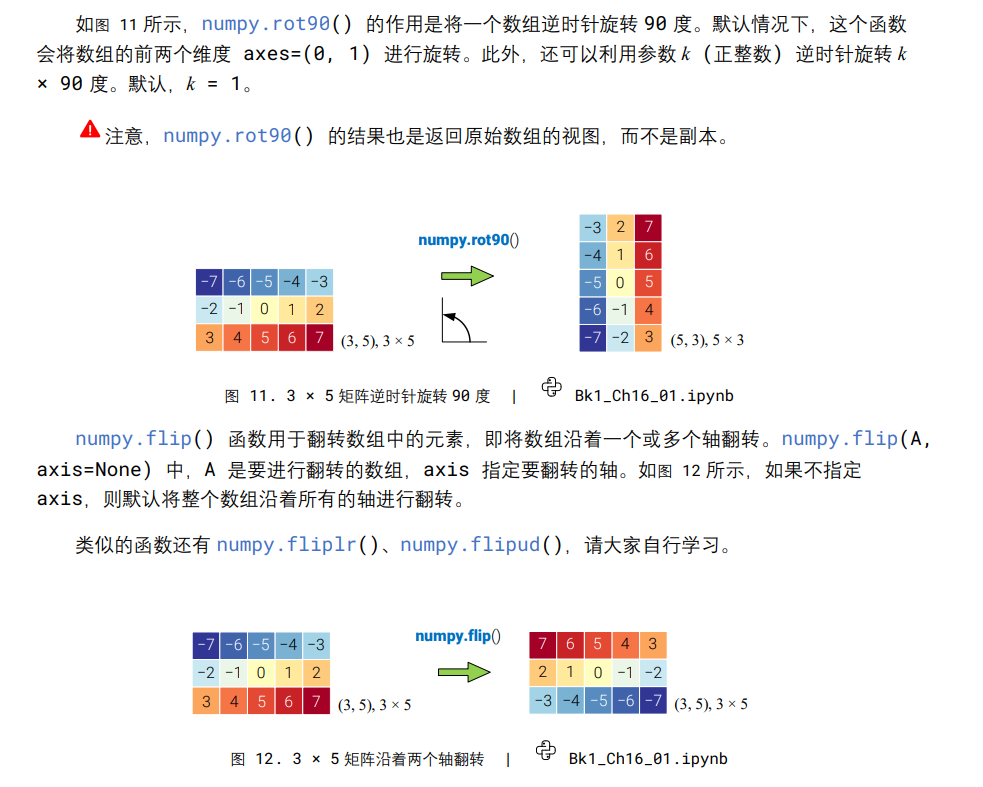 如图 11 所示，numpy.rot90() 的作用是将一个数组逆时针旋转 90 度。默认情况下，这个函数
会将数组的前两个维度 axes=(0, 1) 进行旋转。此外，还可以利用参数 k (正整数) 逆时针旋转 k
× 90 度。默认，k = 1。
注意，numpy.rot90() 的结果也是返回原始数组的视图，而不是副本。
numpy.rot90()
−7 −6 −5 −4 −3
−2 −1 0 1 2
3 4 5 6 7 (3, 5), 3 × 5
−3 2 7
−4 1 6
−5 0 5
−6 −1 4
−7 −2 3 (5, 3), 5 × 3
图 11. 3 × 5 矩阵逆时针旋转 90 度 | Bk1_Ch16_01.ipynb
numpy.flip() 函数用于翻转数组中的元素，即将数组沿着一个或多个轴翻转。numpy.flip(A,
axis=None) 中，A 是要进行翻转的数组，axis 指定要翻转的轴。如图 12 所示，如果不指定
axis，则默认将整个数组沿着所有的轴进行翻转。
类似的函数还有 numpy.fliplr()、numpy.flipud()，请大家自行学习。
numpy.flip()
−7 −6 −5 −4 −3
−2 −1 0 1 2
3 4 5 6 7 (3, 5), 3 × 5
7 6 5 4 3
2 1 0 −1 −2
−3 −4 −5 −6 −7 (3, 5), 3 × 5
图 12. 3 × 5 矩阵沿着两个轴翻转 | Bk1_Ch16_01.ipynb